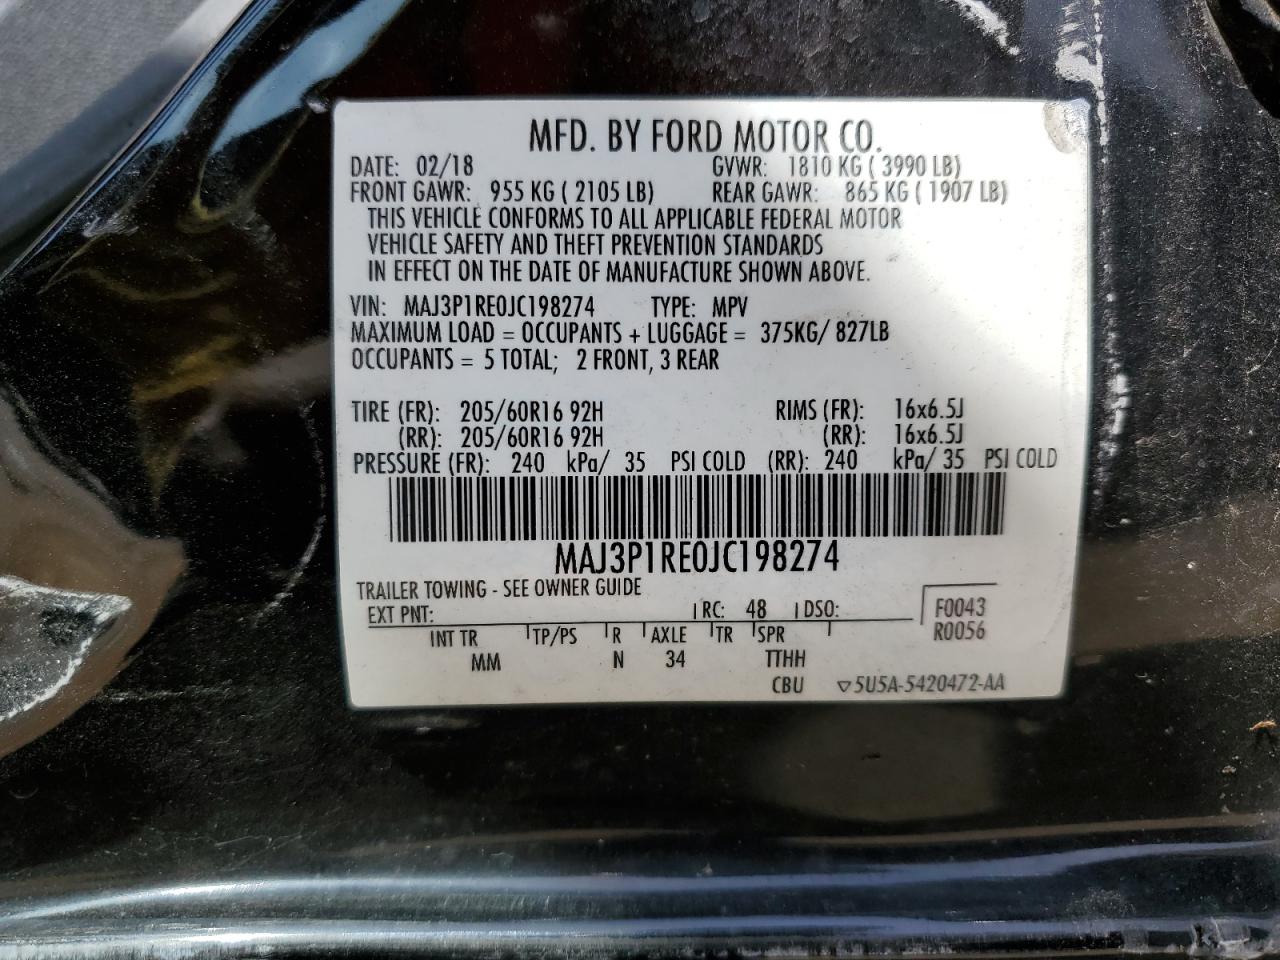 MFD. BY FORD MOTOR CO.
DATE: 02/18 GVWR: 1810 KG ( 3990 LB)
FRONT GAWR: 955 KG ( 2105 LB) REAR GAWR: 865 KG ( 1907 LB)
THIS VEHICLE CONFORMS TO ALL APPLICABLE FEDERAL MOTOR
VEHICLE SAFETY AND THEFT PREVENTION STANDARDS
IN EFFECT ON THE DATE OF MANUFACTURE SHOWN ABOVE.
VIN: MAJ3P1RE0JC198274 TYPE: MPV
MAXIMUM LOAD = OCCUPANTS + LUGGAGE = 375KG/ 827LB
OCCUPANTS = 5 TOTAL; 2 FRONT, 3 REAR
TIRE (FR): 205/60R16 92H RIMS (FR): 16x6.5J
(RR): 205/60R16 92H (RR): 16x6.5J
PRESSURE (FR): 240 kPa/ 35 PSI COLD (RR): 240 kPa/ 35 PSI COLD
MAJ3P1RE0JC198274
TRAILER TOWING - SEE OWNER GUIDE
EXT PNT: RC: 48 DSO: F0043
R0056
INT TR TP/PS R AXLE TR SPR
MM N 34 TTHH
CBU ▽5U5A-5420472-AA